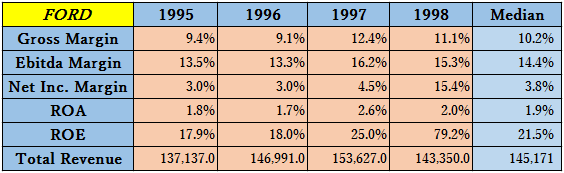 FORD 1995 1996 1997 1998 Median
Gross Margin 9.4% 9.1% 12.4% 11.1% 10.2%
Ebitda Margin 13.5% 13.3% 16.2% 15.3% 14.4%
Net Inc. Margin 3.0% 3.0% 4.5% 15.4% 3.8%
ROA 1.8% 1.7% 2.6% 2.0% 1.9%
ROE 17.9% 18.0% 25.0% 79.2% 21.5%
Total Revenue 137,137.0 146,991.0 153,627.0 143,350.0 145,171